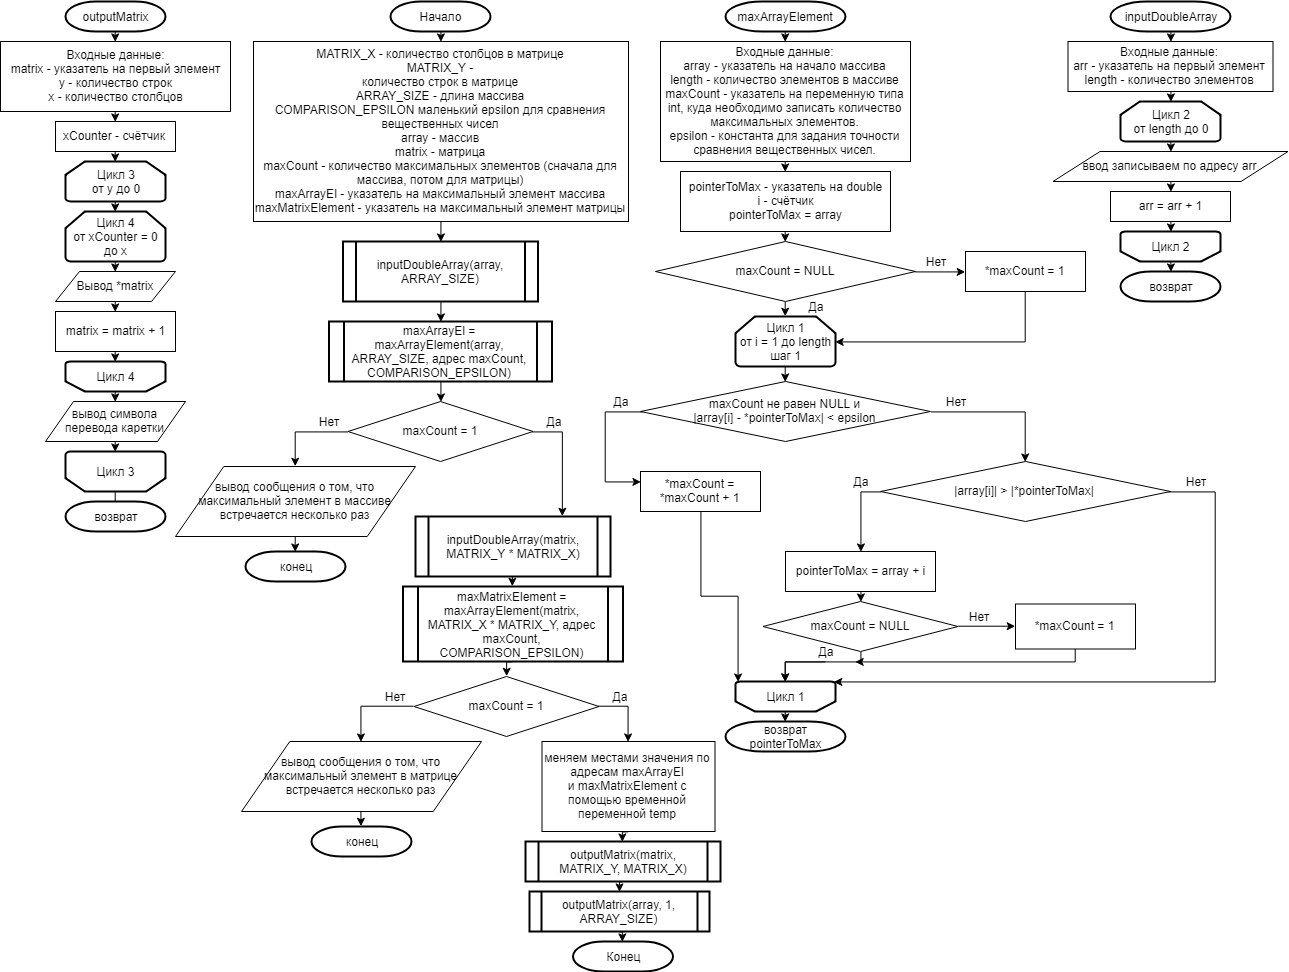 outputMatrix
Входные данные:
matrix - указатель на первый элемент
y - количество строк
x - количество столбцов
xCounter - счётчик
Цикл 3
от y до 0
Цикл 4
от xCounter = 0
до x
Вывод *matrix
matrix = matrix + 1
Цикл 4
вывод символа
перевода каретки
Цикл 3
возврат
Начало
MATRIX_X - количество столбцов в матрице
MATRIX_Y -
количество строк в матрице
ARRAY_SIZE - длина массива
COMPARISON_EPSILON маленький epsilon для сравнения
вещественных чисел
array - массив
matrix - матрица
maxCount - количество максимальных элементов (сначала для
массива, потом для матрицы)
maxArrayEl - указатель на максимальный элемент массива
maxMatrixElement - указатель на максимальный элемент матрицы
inputDoubleArray(array,
ARRAY_SIZE)
maxArrayEl =
maxArrayElement(array,
ARRAY_SIZE, адрес maxCount,
COMPARISON_EPSILON)
Нет
maxCount = 1
Да
вывод сообщения о том, что
максимальный элемент в массиве
встречается несколько раз
конец
inputDoubleArray(matrix,
MATRIX_Y * MATRIX_X)
maxMatrixElement =
maxArrayElement(matrix,
MATRIX_X * MATRIX_Y, адрес
maxCount,
COMPARISON_EPSILON)
Нет
maxCount = 1
Да
вывод сообщения о том, что
максимальный элемент в матрице
встречается несколько раз
конец
меняем местами значения по
адресам maxArrayEl
и maxMatrixElement с
помощью временной
переменной temp
outputMatrix(matrix,
MATRIX_Y, MATRIX_X)
outputMatrix(array, 1,
ARRAY_SIZE)
Конец
maxArrayElement
Входные данные:
array - указатель на начало массива
length - количество элементов в массиве
maxCount - указатель на переменную типа
int, куда необходимо записать количество
максимальных элементов.
epsilon - константа для задания точности
сравнения вещественных чисел.
pointerToMax - указатель на double
i - счётчик
pointerToMax = array
maxCount = NULL
Нет
*maxCount = 1
Да
Цикл 1
от i = 1 до length
шаг 1
Да
maxCount не равен NULL и
|array[i] - *pointerToMax| < epsilon
Нет
*maxCount =
*maxCount + 1
Да
|array[i]| > |*pointerToMax|
Нет
pointerToMax = array + i
maxCount = NULL
Нет
*maxCount = 1
Да
Цикл 1
возврат
pointerToMax
inputDoubleArray
Входные данные:
arr - указатель на первый элемент
length - количество элементов
Цикл 2
от length до 0
ввод записываем по адресу arr
arr = arr + 1
Цикл 2
возврат